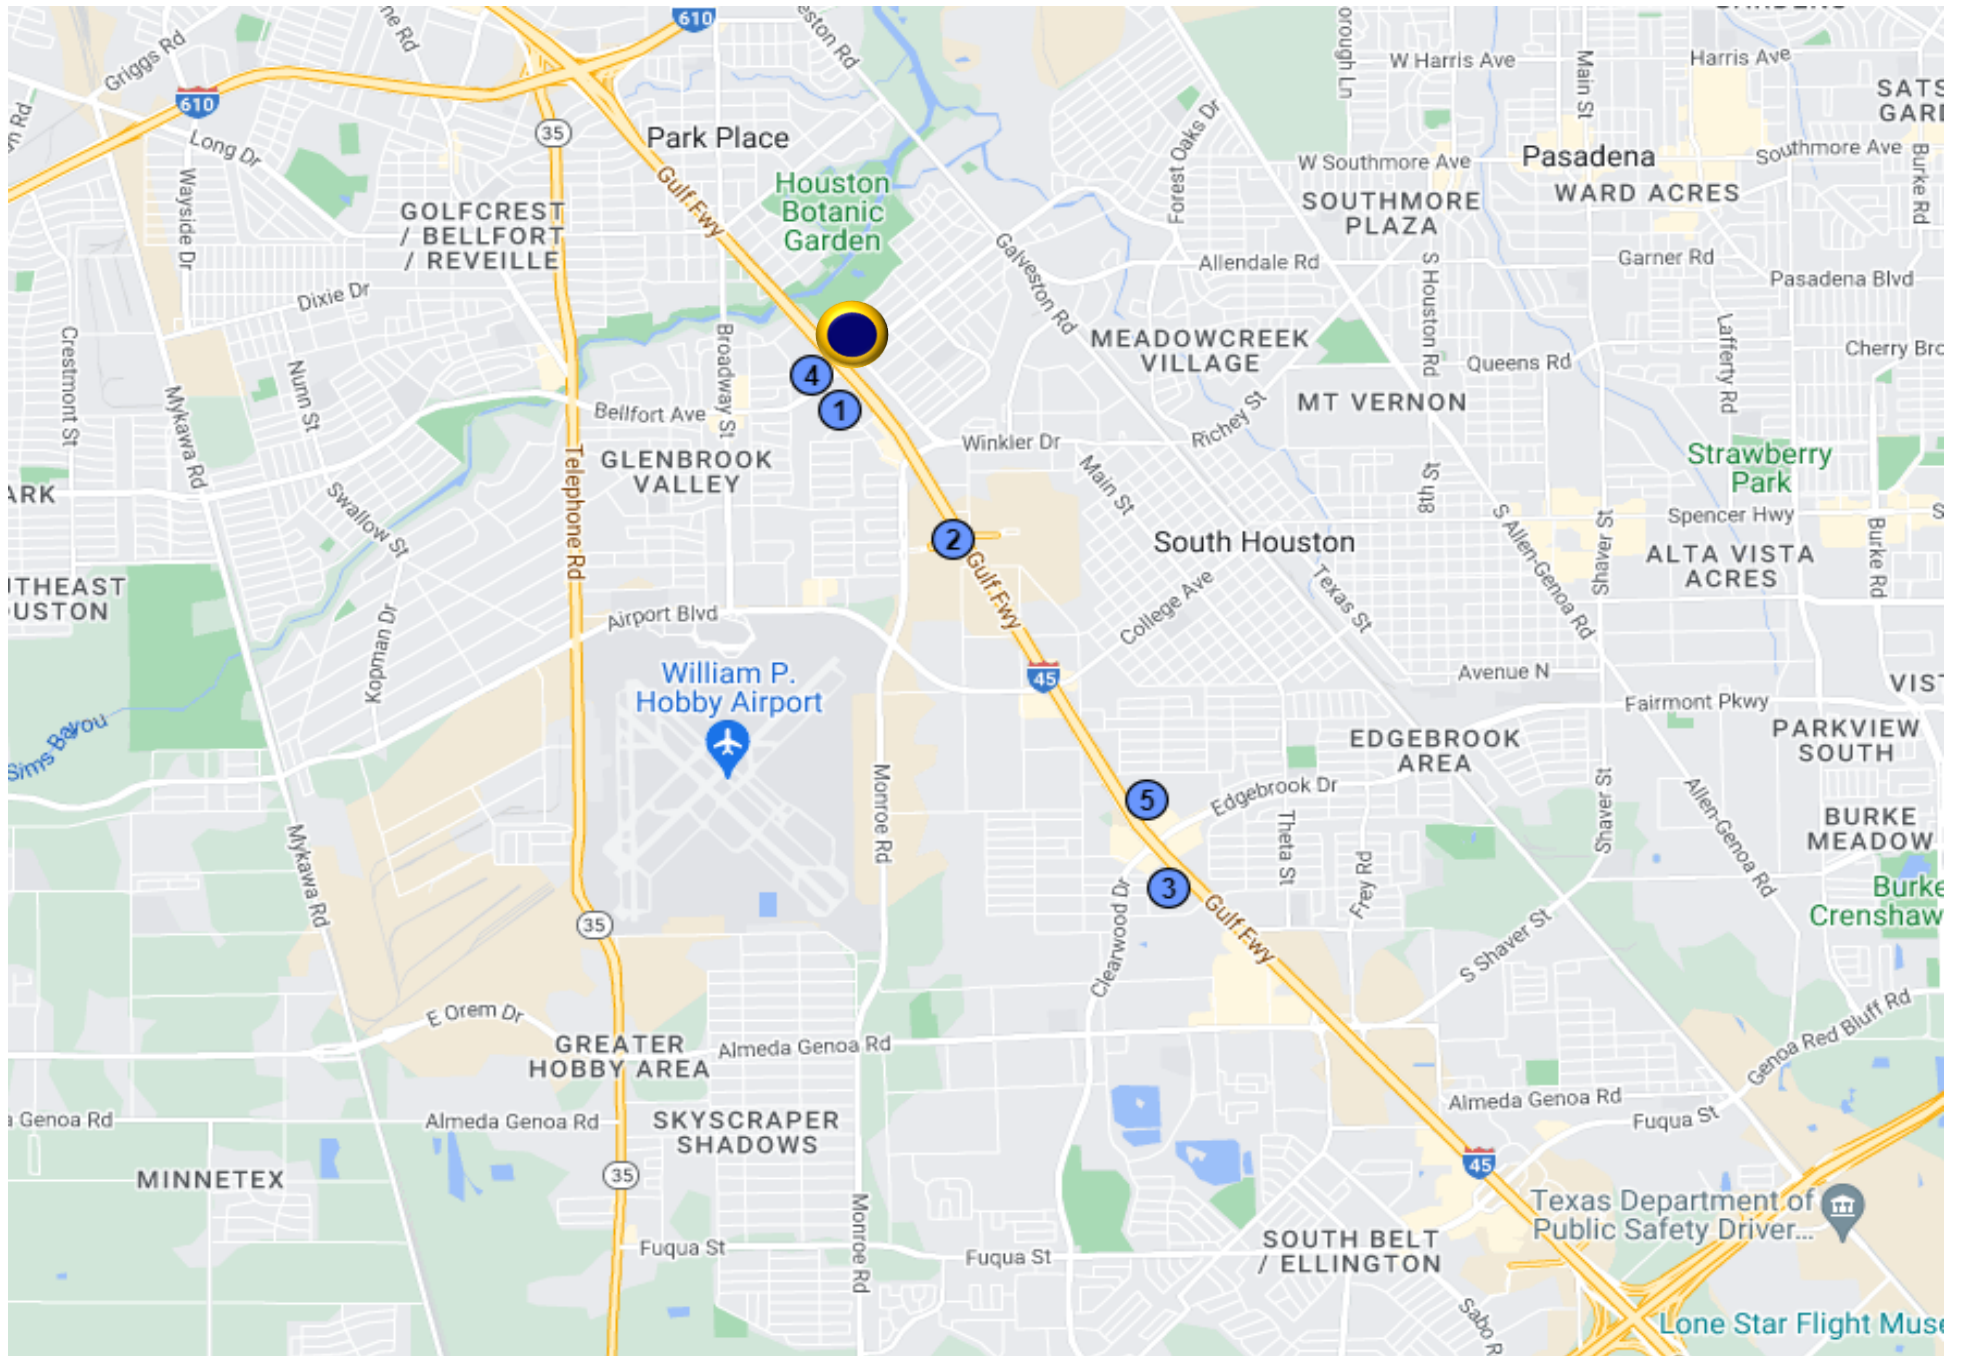 610
GARDENS
Griggs Rd
610
35
Park Place
Long Dr
Wayside Dr
Gulf Fwy
Houston
Botanic
Garden
GOLFCREST
/ BELLFORT
/ REVEILLE
Dixie Dr
Forest Oaks Dr
W Harris Ave
Main St
Harris Ave
W Southmore Ave
Pasadena
WARD ACRES
Southmore Ave
Burke Rd
SOUTHMORE
PLAZA
Galveston Rd
Allendale Rd
Garner Rd
Pasadena Blvd
S Houston Rd
Crestmont St
Nunn St
Mykawa Rd
Broadway St
4
1
Bellfort Ave
GLENBROOK
VALLEY
MEADOWCREEK
VILLAGE
Queens Rd
Lafferty Rd
MT VERNON
Richey St
Winkler Dr
Main St
Strawberry
Park
8th St
Swallow St
Telephone Rd
2
Gulf Fwy
South Houston
College Ave
Texas St
S Allen-Genoa Rd
Shaver St
Spencer Hwy
ALTA VISTA
ACRES
Burke Rd
Kopman Dr
Airport Blvd
William P.
Hobby Airport
45
Avenue N
Fairmont Pkwy
Sims Bayou
PARKVIEW
SOUTH
EDGEBROOK
AREA
Monroe Rd
5
Edgebrook Dr
Theta St
Frey Rd
Shaver St
Allen-Genoa Rd
BURKE
MEADOW
Mykawa Rd
35
3
Clearwood Dr
Gulf Fwy
S Shaver St
E Orem Dr
GREATER
HOBBY AREA
Almeda Genoa Rd
Genoa Red Bluff Rd
Genoa Rd
Almeda Genoa Rd
SKYSCRAPER
SHADOWS
Almeda Genoa Rd
Fuqua St
MINNETEX
35
45
Monroe Rd
Texas Department of
Public Safety Driver...
Fuqua St
Fuqua St
SOUTH BELT
/ ELLINGTON
Lone Star Flight